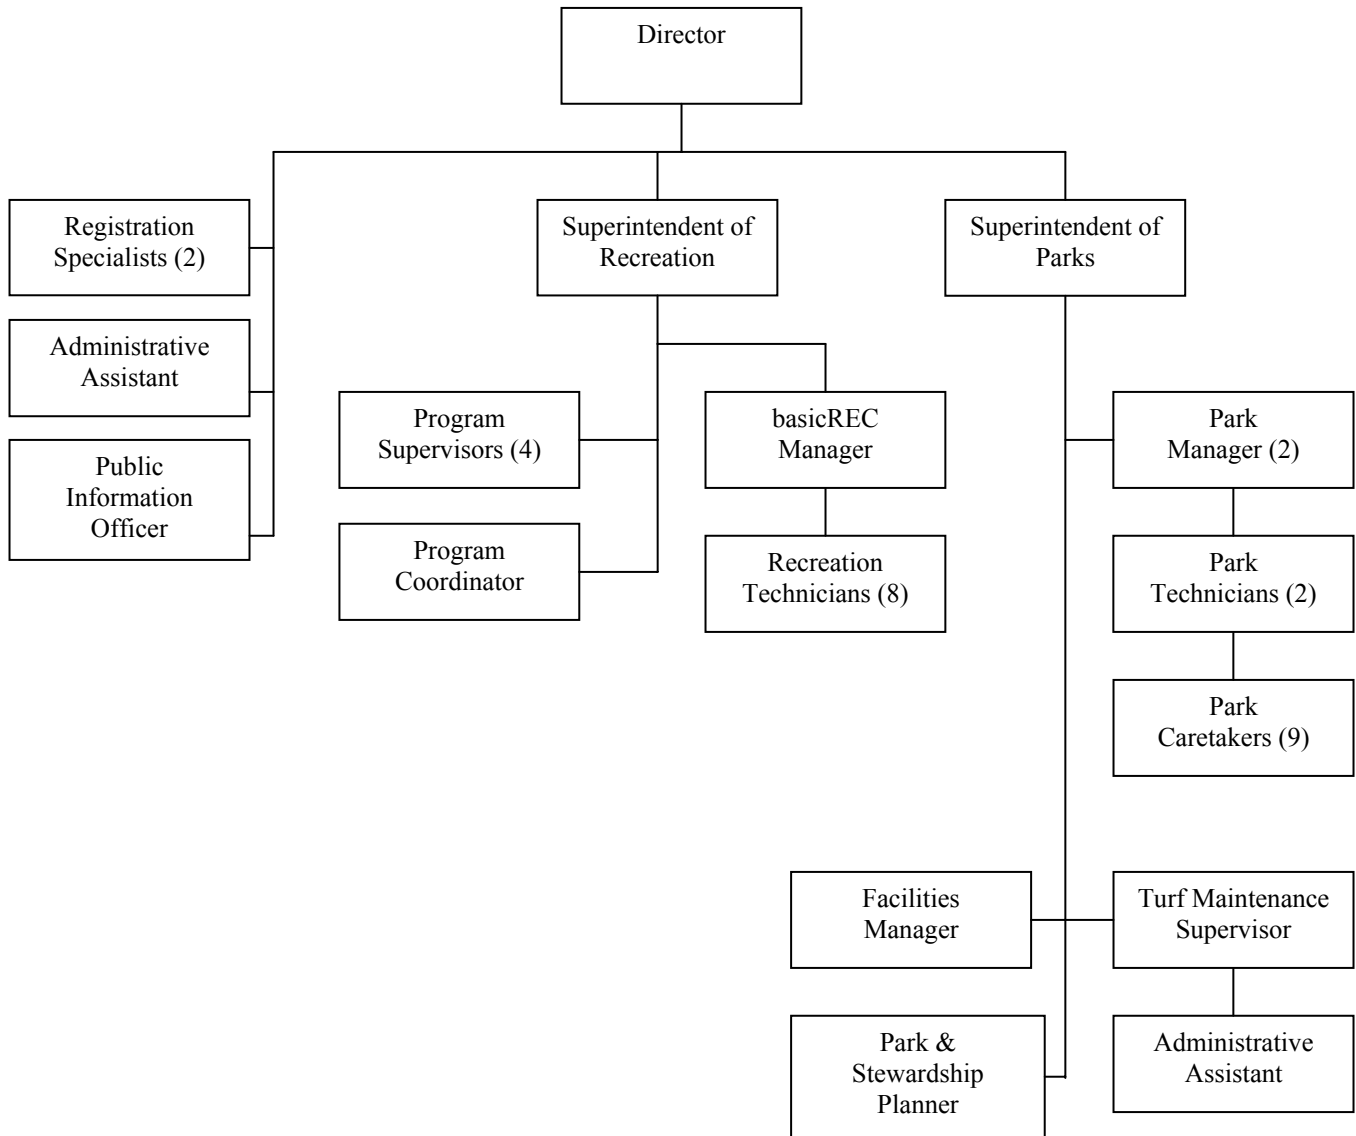 Director
Registration
Specialists (2)
Superintendent of
Recreation
Superintendent of
Parks
Administrative
Assistant
Public
Information
Officer
Program
Supervisors (4)
basicREC
Manager
Park
Manager (2)
Program
Coordinator
Recreation
Technicians (8)
Park
Technicians (2)
Park
Caretakers (9)
Facilities
Manager
Turf Maintenance
Supervisor
Park &
Stewardship
Planner
Administrative
Assistant